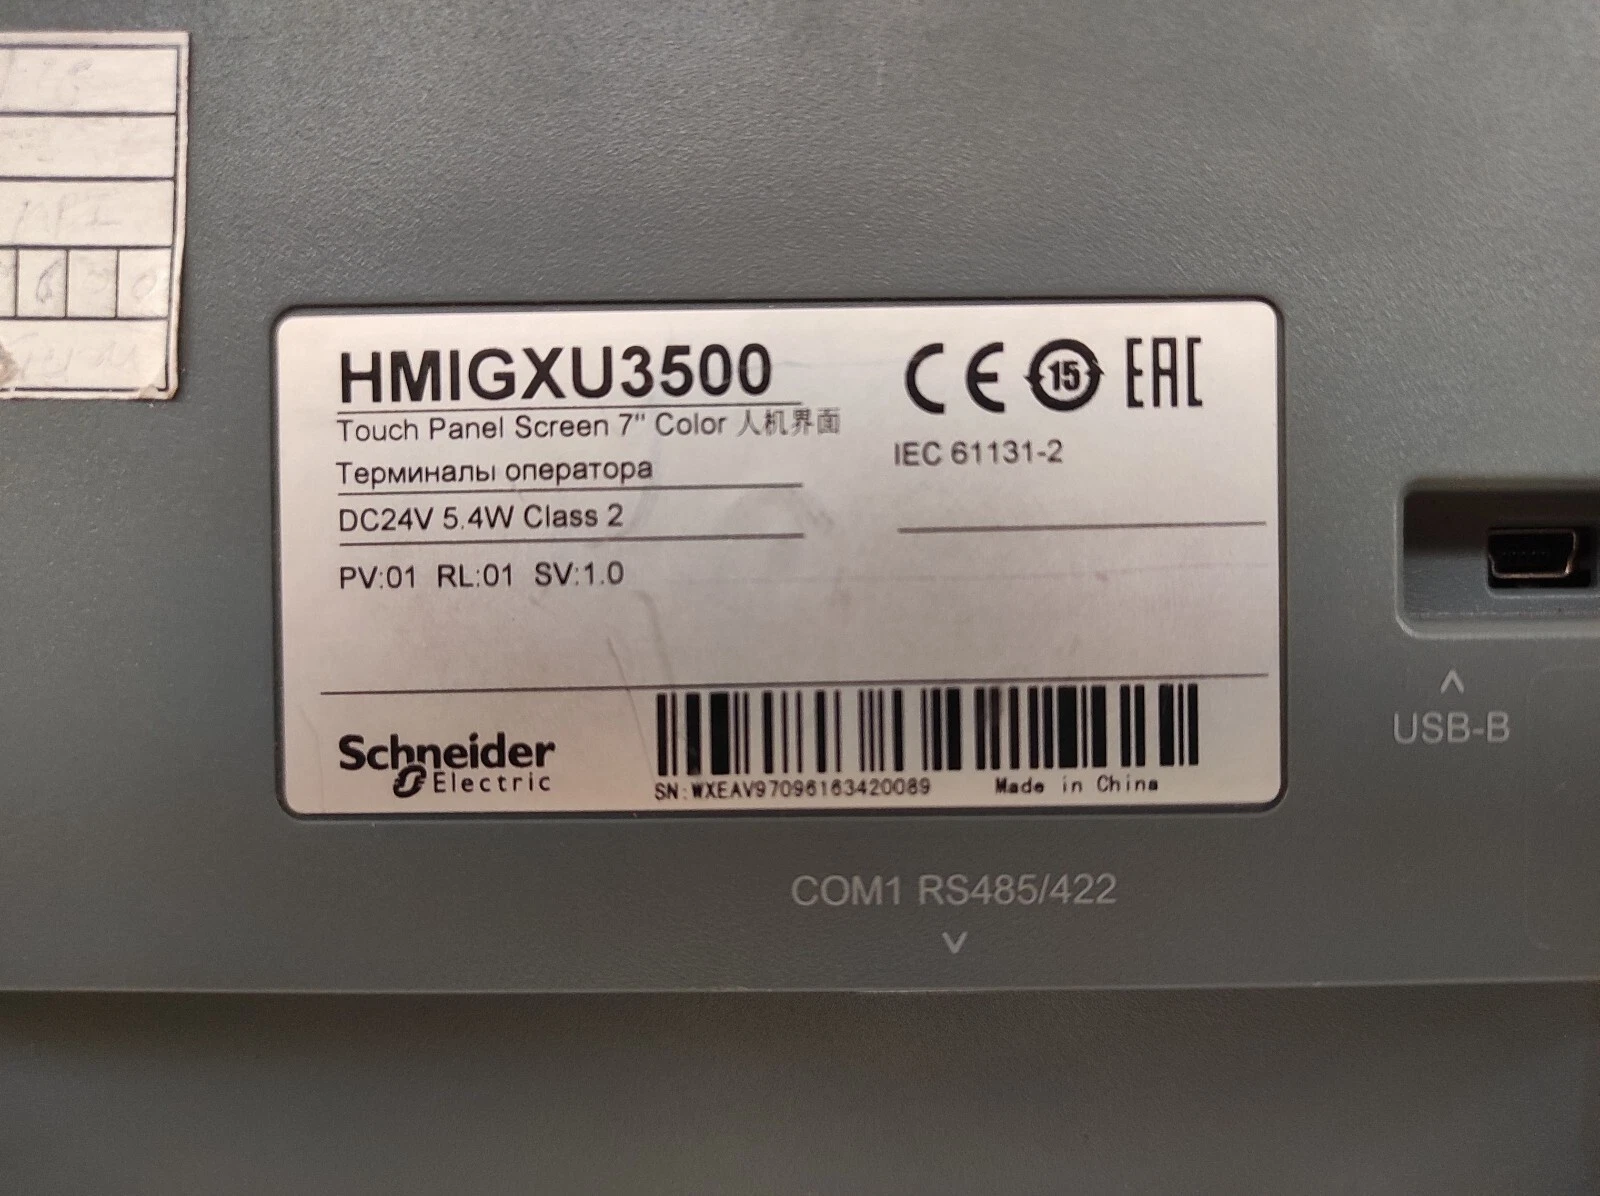 HMIGXU3500
CE 15 EAC
Touch Panel Screen 7" Color 人机界面
IEC 61131-2
Терминалы оператора
DC24V 5.4W Class 2
PV:01 RL:01 SV:1.0
Schneider
Electric
SN:WXEAV97096163420089 Made in China
USB-B
COM1 RS485/422